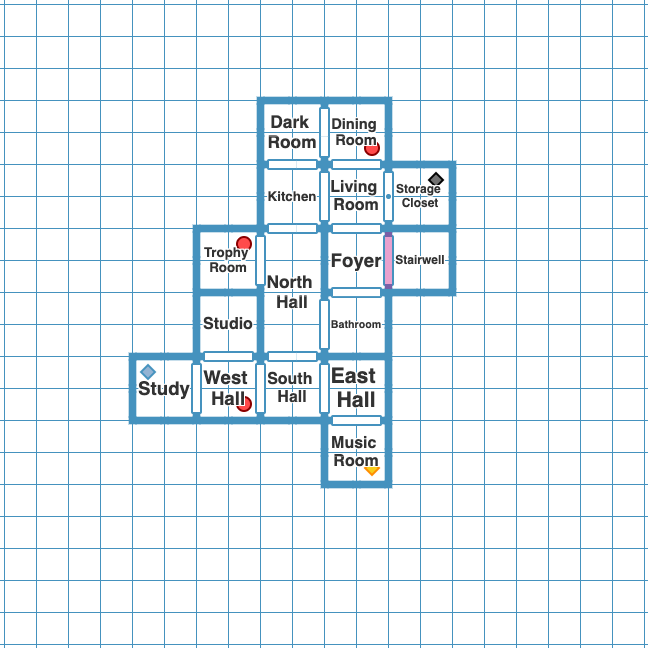 Dark
Room
Dining
Room
Kitchen
Living
Room
Storage
Closet
Trophy
Room
North
Hall
Foyer
Stairwell
Studio
Bathroom
Study
West
Hall
South
Hall
East
Hall
Music
Room